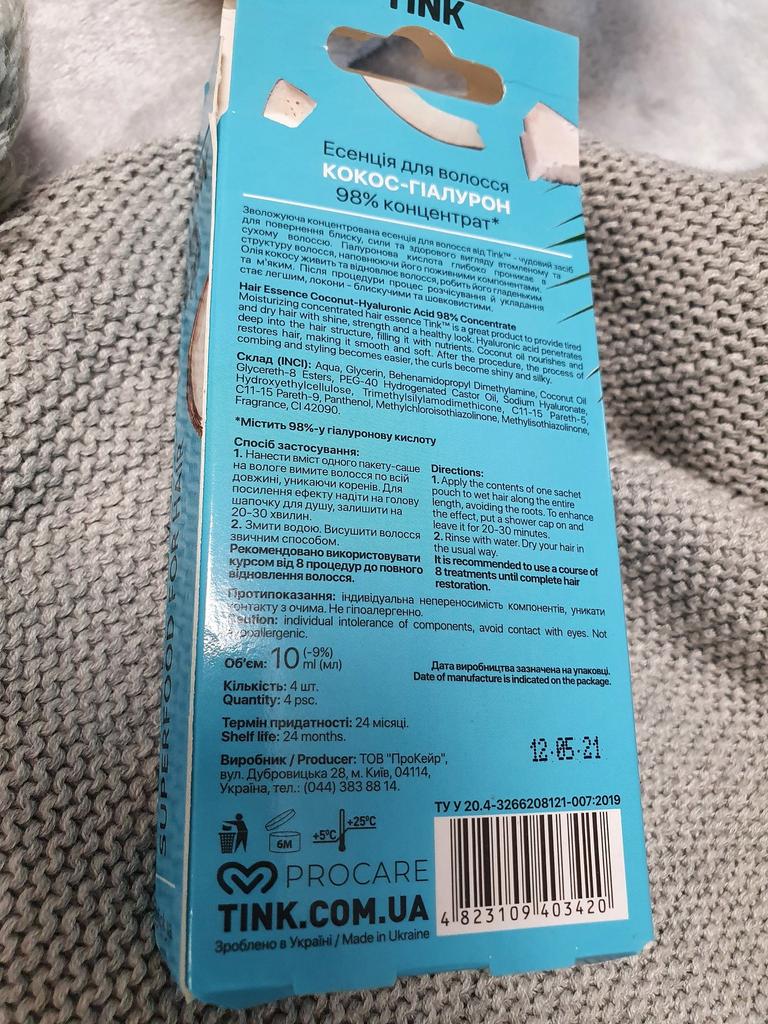 TINK
Есенція для волосся
КОКОС-ГІАЛУРОН
98% концентрат*
Зволожуюча концентрована есенція для волосся від Tink™ - чудовий засіб
для повернення блиску, сили та здорового вигляду втомленому та
сухому волоссю. Гіалуронова кислота глибоко проникає в
структуру волосся, наповнюючи його поживними компонентами.
Олія кокосу живить та відновлює волосся, робить його гладеньким
та м'яким. Після процедури процес розчісування й укладання
стає легшим, локони – блискучими та шовковистими.
Hair Essence Coconut-Hyaluronic Acid 98% Concentrate
Moisturizing concentrated hair essence Tink™ is a great product to provide tired
and dry hair with shine, strength and a healthy look. Hyaluronic acid penetrates
deep into the hair structure, filling it with nutrients. Coconut oil nourishes and
restores hair, making it smooth and soft. After the procedure, the process of
combing and styling becomes easier, the curls become shiny and silky.
Склад (INCI): Aqua, Glycerin, Behenamidopropyl Dimethylamine, Coconut Oil
Glycereth-8 Esters, PEG-40 Hydrogenated Castor Oil, Sodium Hyaluronate,
Hydroxyethylcellulose, Trimethylsilylamodimethicone, C11-15 Pareth-5,
C11-15 Pareth-9, Panthenol, Methylchloroisothiazolinone, Methylisothiazolinone,
Fragrance, CI 42090.
*Містить 98%-у гіалуронову кислоту
Спосіб застосування:
1. Нанести вміст одного пакету-саше
на вологе вимите волосся по всій
довжині, уникаючи коренів. Для
посилення ефекту надіти на голову
шапочку для душу, залишити на
20-30 хвилин.
2. Змити водою. Висушити волосся
звичним способом.
Рекомендовано використовувати
курсом від 8 процедур до повного
відновлення волосся.
Directions:
1. Apply the contents of one sachet
pouch to wet hair along the entire
length, avoiding the roots. To enhance
the effect, put a shower cap on and
leave it for 20-30 minutes.
2. Rinse with water. Dry your hair in
the usual way.
It is recommended to use a course of
8 treatments until complete hair
restoration.
Протипоказання: індивідуальна непереносимість компонентів, уникати
контакту з очима. Не гіпоалергенно.
Caution: individual intolerance of components, avoid contact with eyes. Not
hypoallergenic.
Об'єм: 10 (-9%) ml (мл)
Дата виробництва зазначена на упаковці.
Date of manufacture is indicated on the package.
Кількість: 4 шт.
Quantity: 4 psc.
Термін придатності: 24 місяці.
Shelf life: 24 months.
12·05·21
Виробник / Producer: ТОВ "ПроКейр",
вул. Дубровицька 28, м. Київ, 04114,
Україна, тел.: (044) 383 88 14.
ТУ У 20.4-3266208121-007:2019
6M
+5°C
+25°C
PROCARE
TINK.COM.UA
Зроблено в Україні / Made in Ukraine
4 823109 403420
SUPERFOOD FOR HAIR